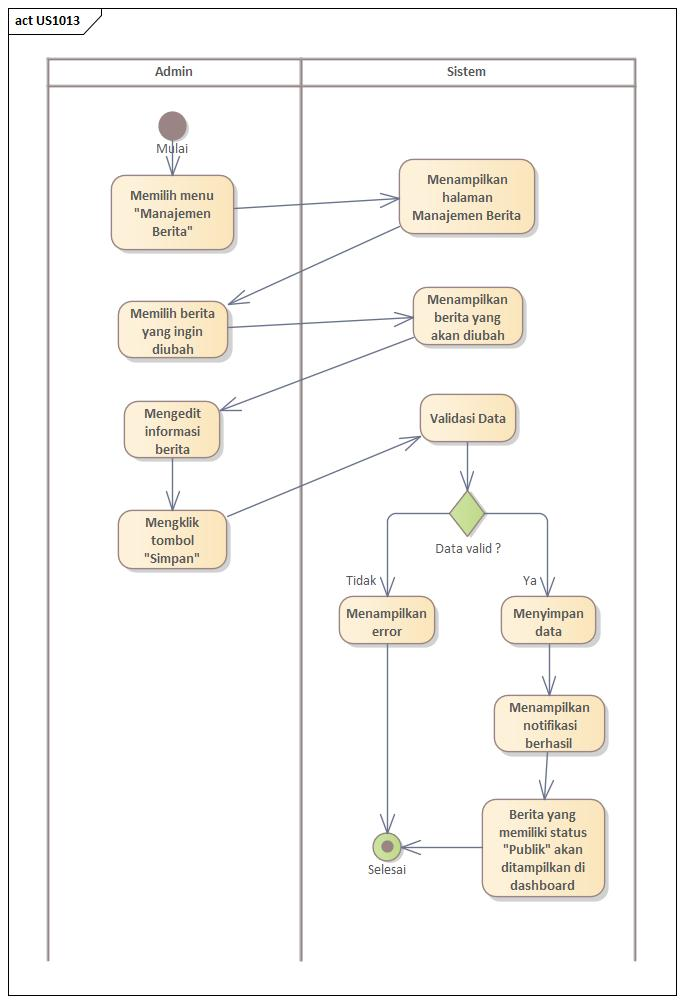 act US1013
Admin
Sistem
Mulai
Memilih menu
"Manajemen
Berita"
Menampilkan
halaman
Manajemen Berita
Memilih berita
yang ingin
diubah
Menampilkan
berita yang
akan diubah
Mengedit
informasi
berita
Mengklik
tombol
"Simpan"
Validasi Data
Data valid ?
Tidak
Ya
Menampilkan
error
Menyimpan
data
Menampilkan
notifikasi
berhasil
Berita yang
memiliki status
"Publik" akan
ditampilkan di
dashboard
Selesai